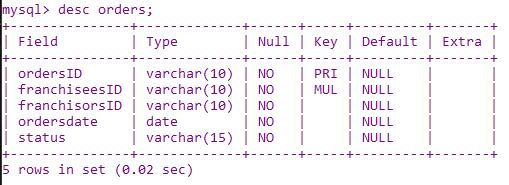 mysql> desc orders;
+---------------+-------------+------+-----+---------+-------+
| Field         | Type        | Null | Key | Default | Extra |
+---------------+-------------+------+-----+---------+-------+
| ordersID      | varchar(10) | NO   | PRI | NULL    |       |
| franchiseesID | varchar(10) | NO   | MUL | NULL    |       |
| franchisorsID | varchar(10) | NO   |     | NULL    |       |
| ordersdate    | date        | NO   |     | NULL    |       |
| status        | varchar(15) | NO   |     | NULL    |       |
+---------------+-------------+------+-----+---------+-------+
5 rows in set (0.02 sec)